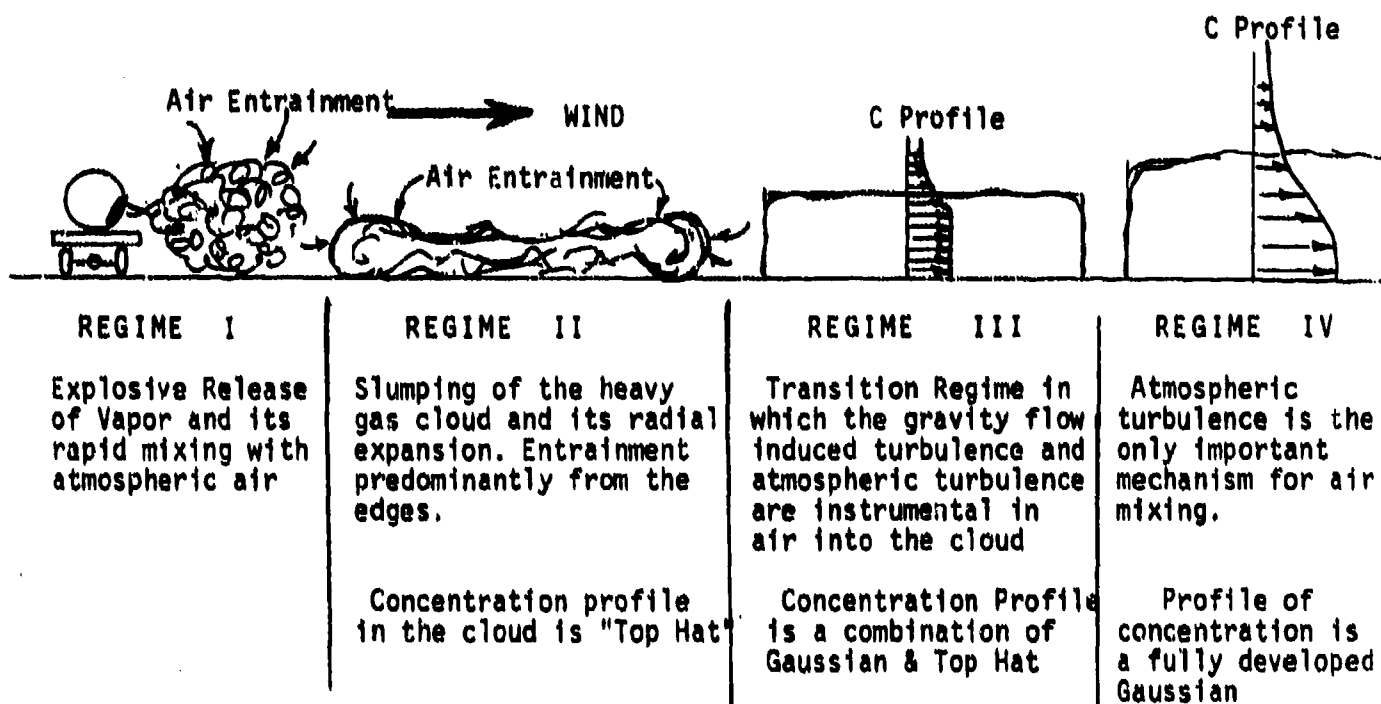 C Profile
Air Entrainment
WIND
C Profile
Air Entrainment
REGIME I
Explosive Release
of Vapor and its
rapid mixing with
atmospheric air
REGIME II
Slumping of the heavy
gas cloud and its radial
expansion. Entrainment
predominantly from the
edges.
Concentration profile
in the cloud is "Top Hat"
REGIME III
Transition Regime in
which the gravity flow
induced turbulence and
atmospheric turbulence
are instrumental in
air into the cloud
Concentration Profile
is a combination of
Gaussian & Top Hat
REGIME IV
Atmospheric
turbulence is the
only important
mechanism for air
mixing.
Profile of
concentration is
a fully developed
Gaussian